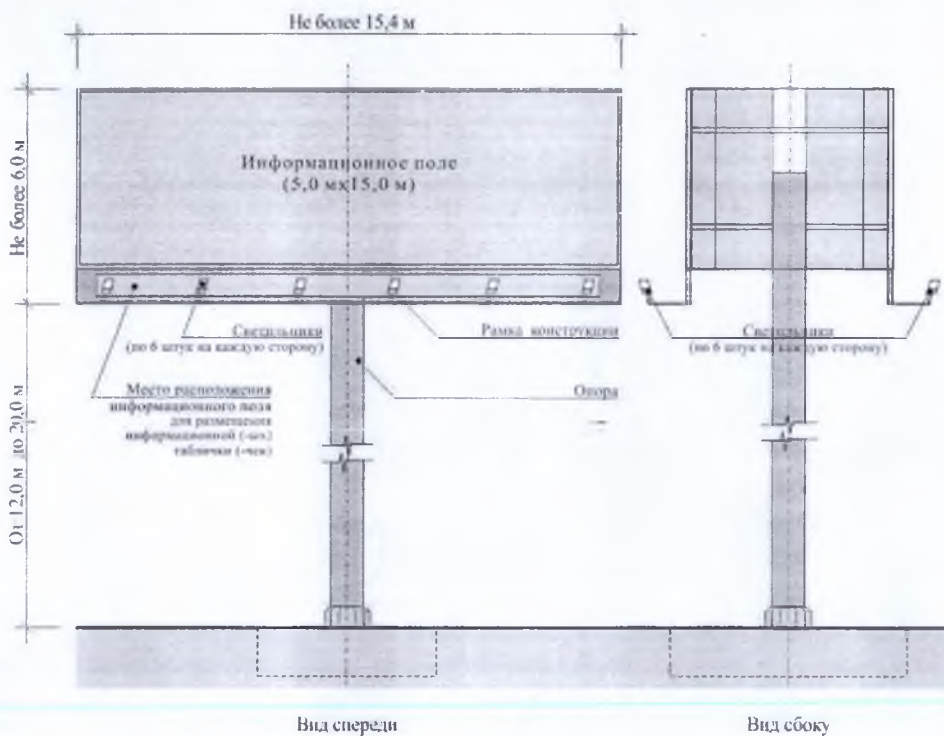 Не более 15,4 м
Не более 6,0 м
Информационное поле
(5,0 мх15,0 м)
Светильники
(по 6 штук на каждую сторону)
Рамка конструкции
Светильники
(по 6 штук на каждую сторону)
Место расположения
информационного поля
для размещения
информационной (-ых)
таблички (-чек)
Опора
От 12,0 м до 20,0 м
Вид спереди
Вид сбоку